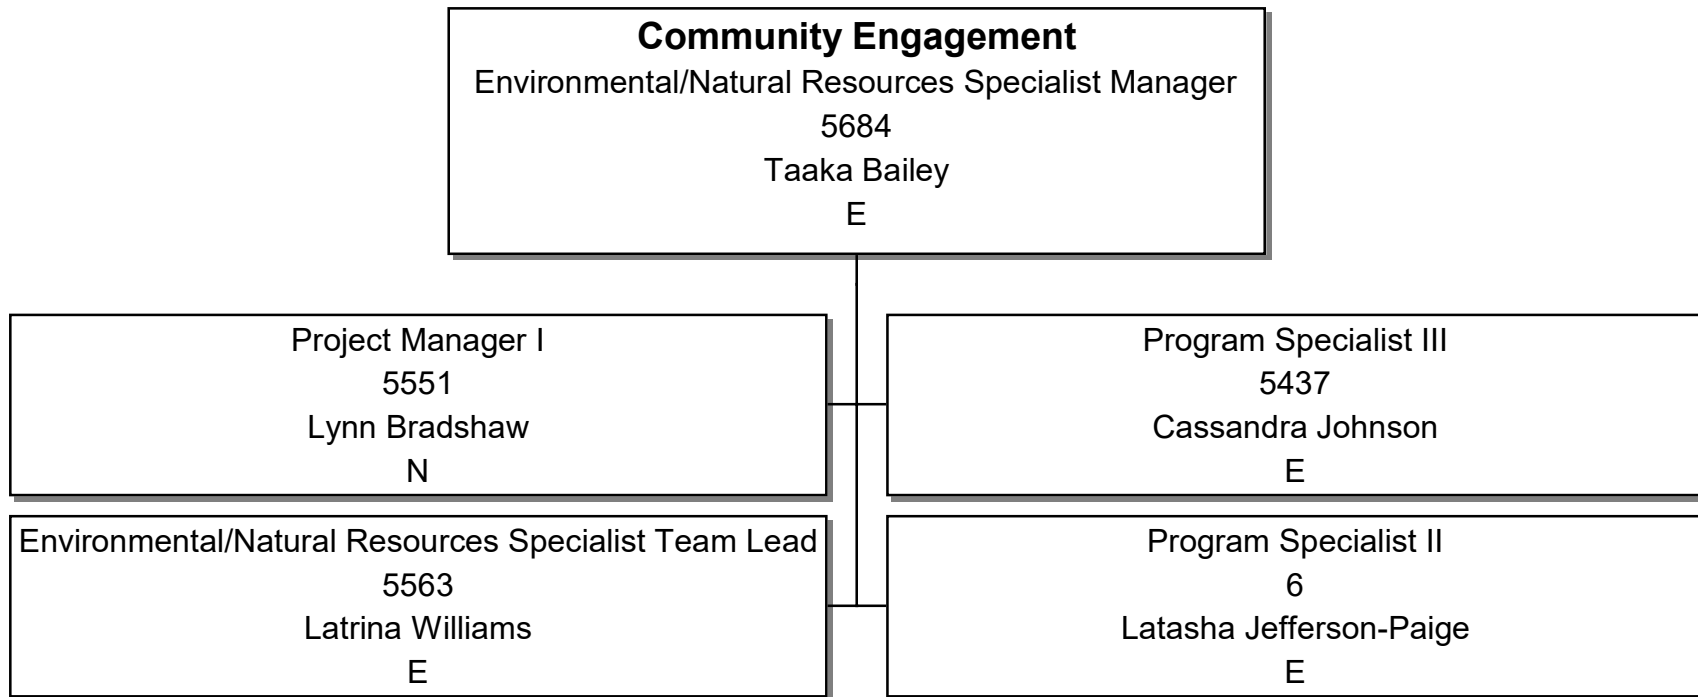 Community Engagement
Environmental/Natural Resources Specialist Manager
5684
Taaka Bailey
E
Project Manager I
5551
Lynn Bradshaw
N
Program Specialist III
5437
Cassandra Johnson
E
Environmental/Natural Resources Specialist Team Lead
5563
Latrina Williams
E
Program Specialist II
6
Latasha Jefferson-Paige
E